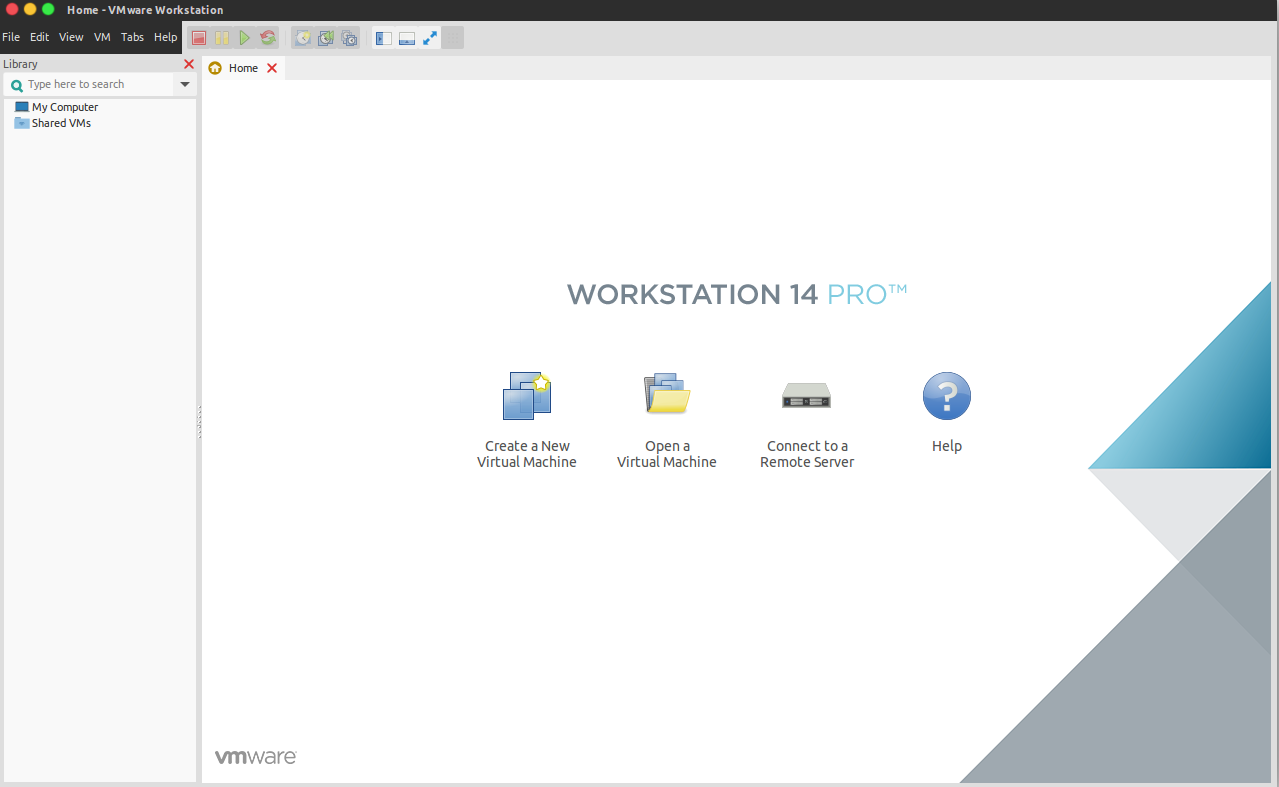 Home - VMware Workstation
File Edit View VM Tabs Help
Library
Type here to search
My Computer
Shared VMs
Home
WORKSTATION 14 PRO™
Create a New
Virtual Machine
Open a
Virtual Machine
Connect to a
Remote Server
Help
vmware